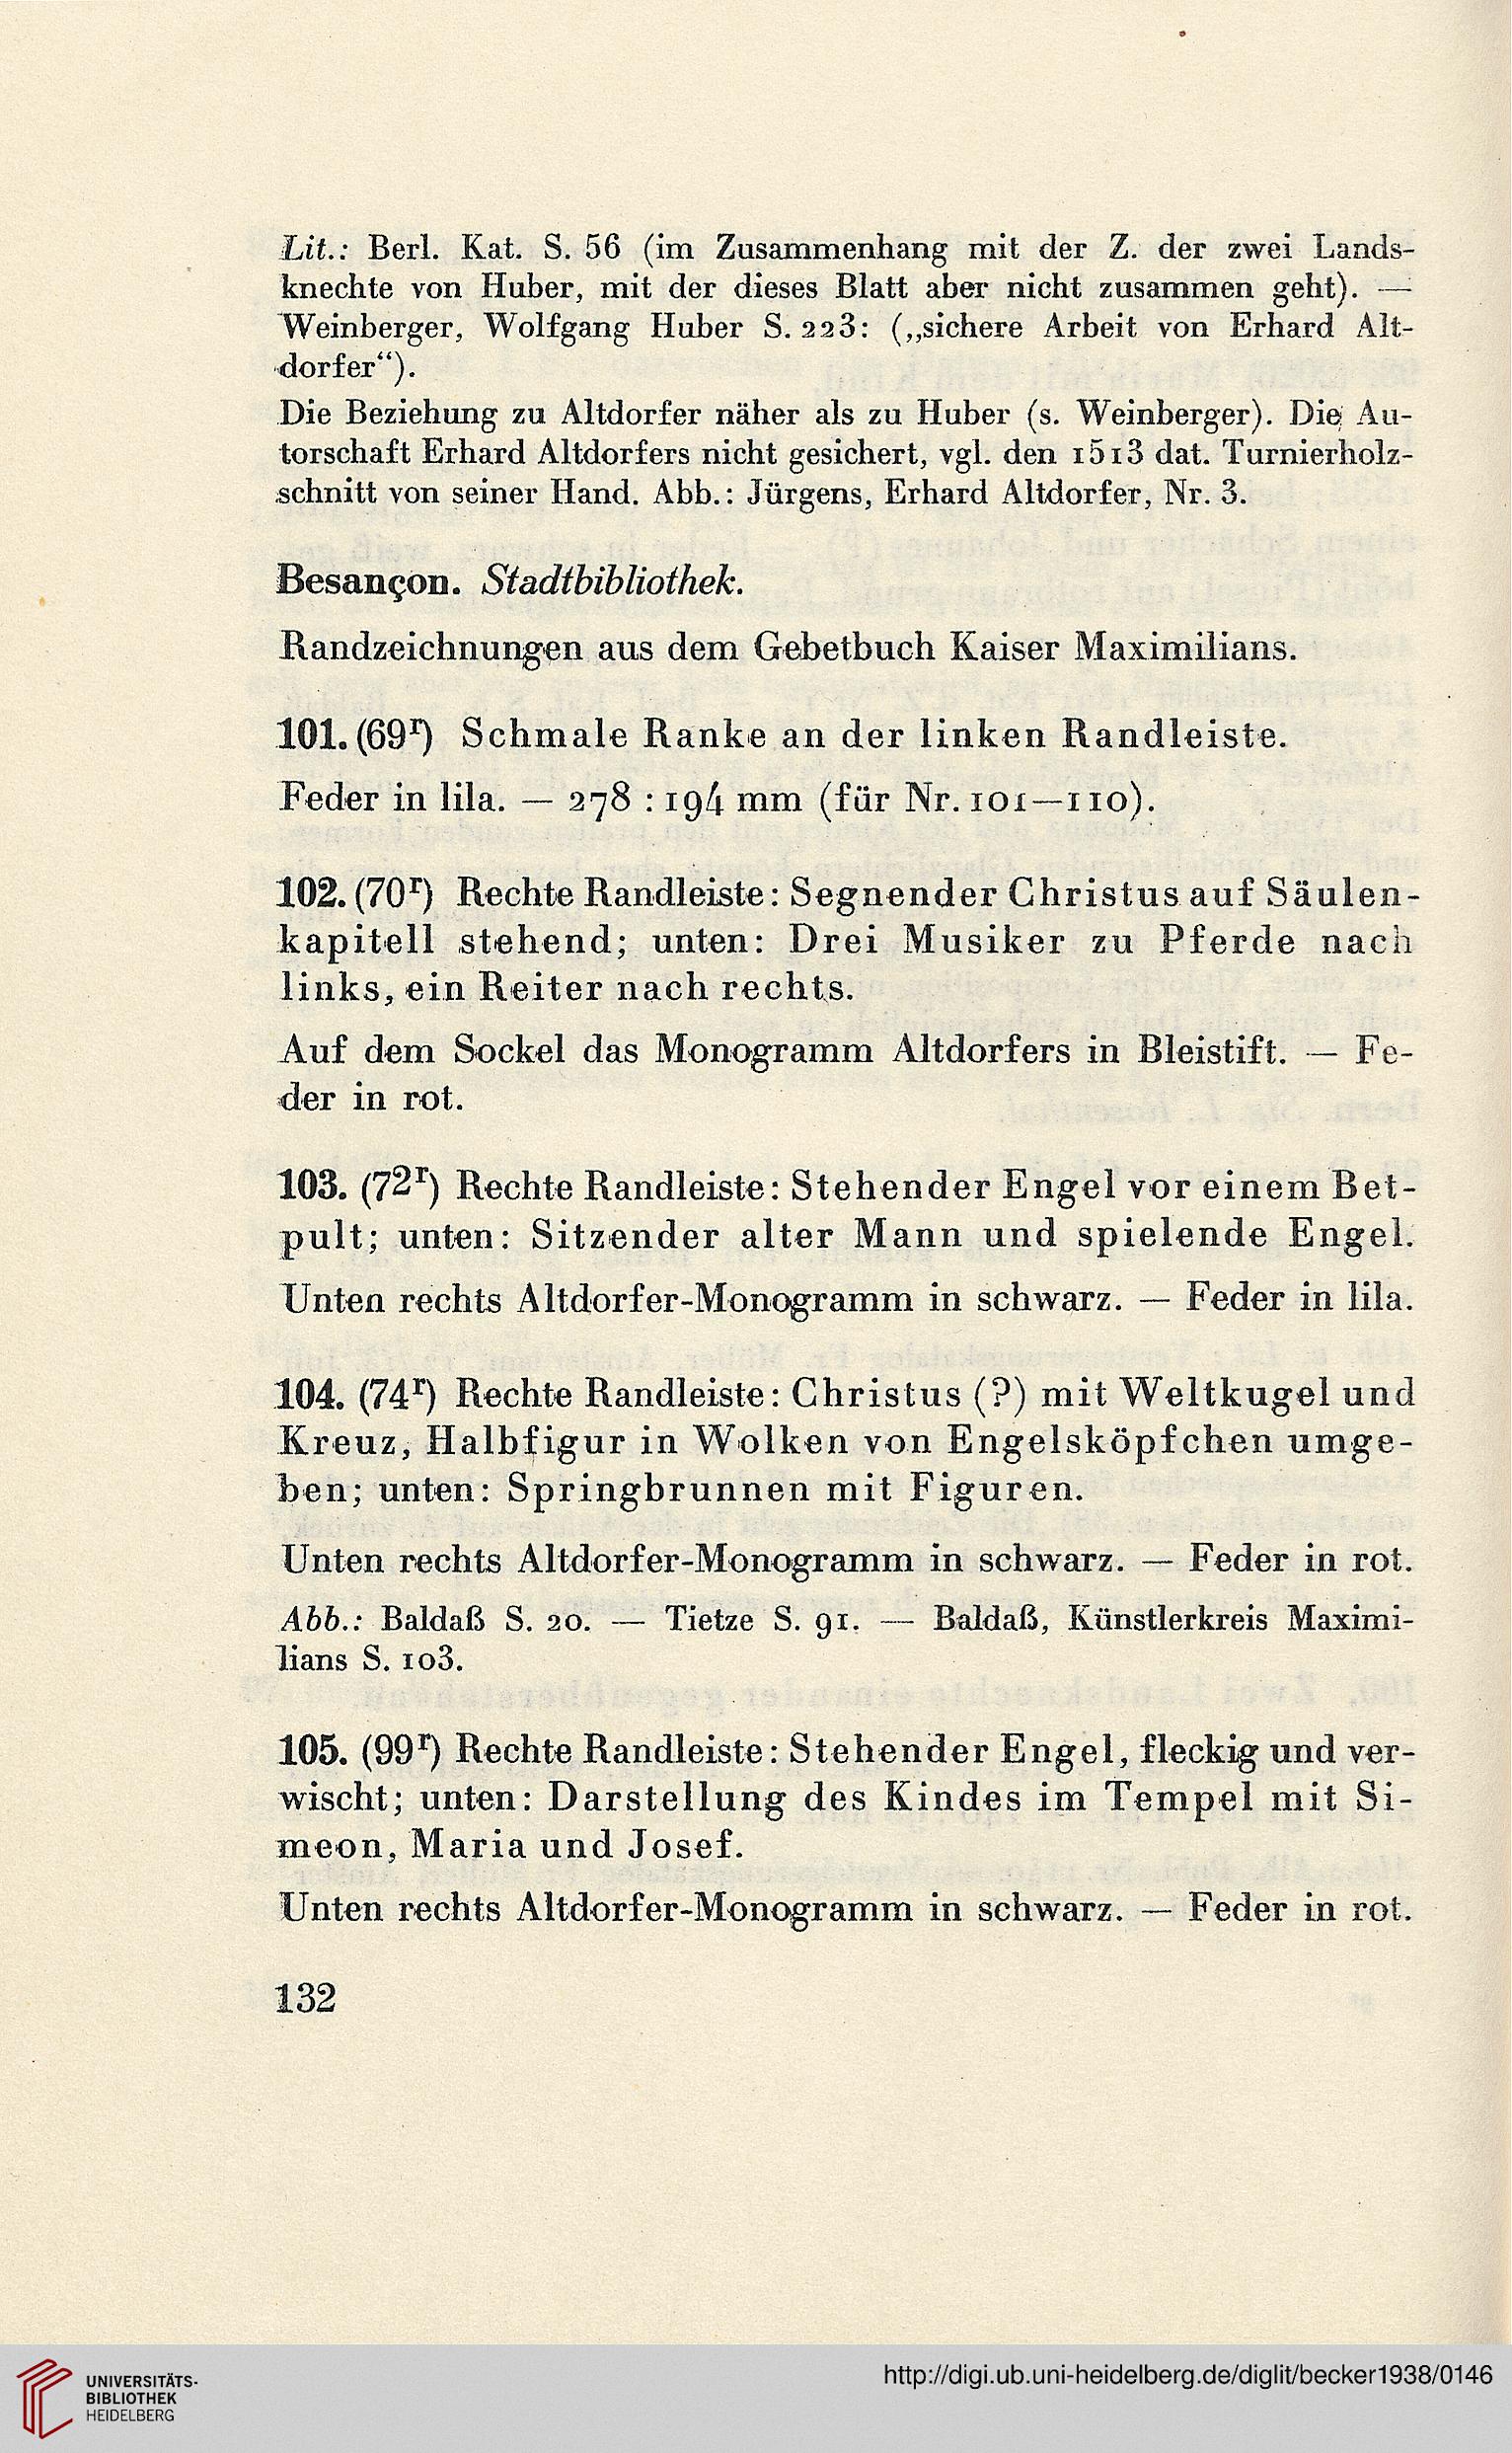 Lit.: Berl. Kat. S. 56 (im Zusammenhang mit der Z. der zwei Lands-
knechte von Huber, mit der dieses Blatt aber nicht zusammen geht). —
Weinberger, Wolfgang Huber S. 223: („sichere Arbeit von Erhard Alt-
dorfer“).
Die Beziehung zu Altdorfer näher als zu Huber (s. Weinberger). Die Au-
torschaft Erhard Altdorfers nicht gesichert, vgl. den 1513 dat. Turnierholz-
schnitt von seiner Hand. Abb.: Jürgens, Erhard Altdorfer, Nr. 3.
Besançon. Stadtbibliothek.
Randzeichnungen aus dem Gebetbuch Kaiser Maximilians.
101. (69r) Schmale Ranke an der linken Randleiste.
Feder in lila. — 278 : 194 mm (für Nr. 101—110).
102. (70r) Rechte Randleiste: Segnender Christus auf Säulen-
kapitell stehend; unten: Drei Musiker zu Pferde nach
links, ein Reiter nach rechts.
Auf dem Sockel das Monogramm Altdorfers in Bleistift. — Fe-
der in rot.
103. (72r) Rechte Randleiste: Stehender Engel vor einem Bet-
pult; unten: Sitzender alter Mann und spielende Engel.
Unten rechts Altdorfer-Monogramm in schwarz. — Feder in lila.
104. (74r) Rechte Randleiste: Christus (?) mit Weltkugel und
Kreuz, Halbfigur in Wolken von Engelsköpfchen umge-
ben; unten: Springbrunnen mit Figuren.
Unten rechts Altdorfer-Monogramm in schwarz. — Feder in rot.
Abb.: Baldaß S. 20. — Tietze S. 91. — Baldaß, Künstlerkreis Maximi-
lians S. 103.
105. (99r) Rechte Randleiste: Stehender Engel, fleckig und ver-
wischt; unten: Darstellung des Kindes im Tempel mit Si-
meon, Maria und Josef.
Unten rechts Altdorfer-Monogramm in schwarz. — Feder in rot.
132
UNIVERSITÄTS-
BIBLIOTHEK
HEIDELBERG
http://digi.ub.uni-heidelberg.de/diglit/becker1938/0146